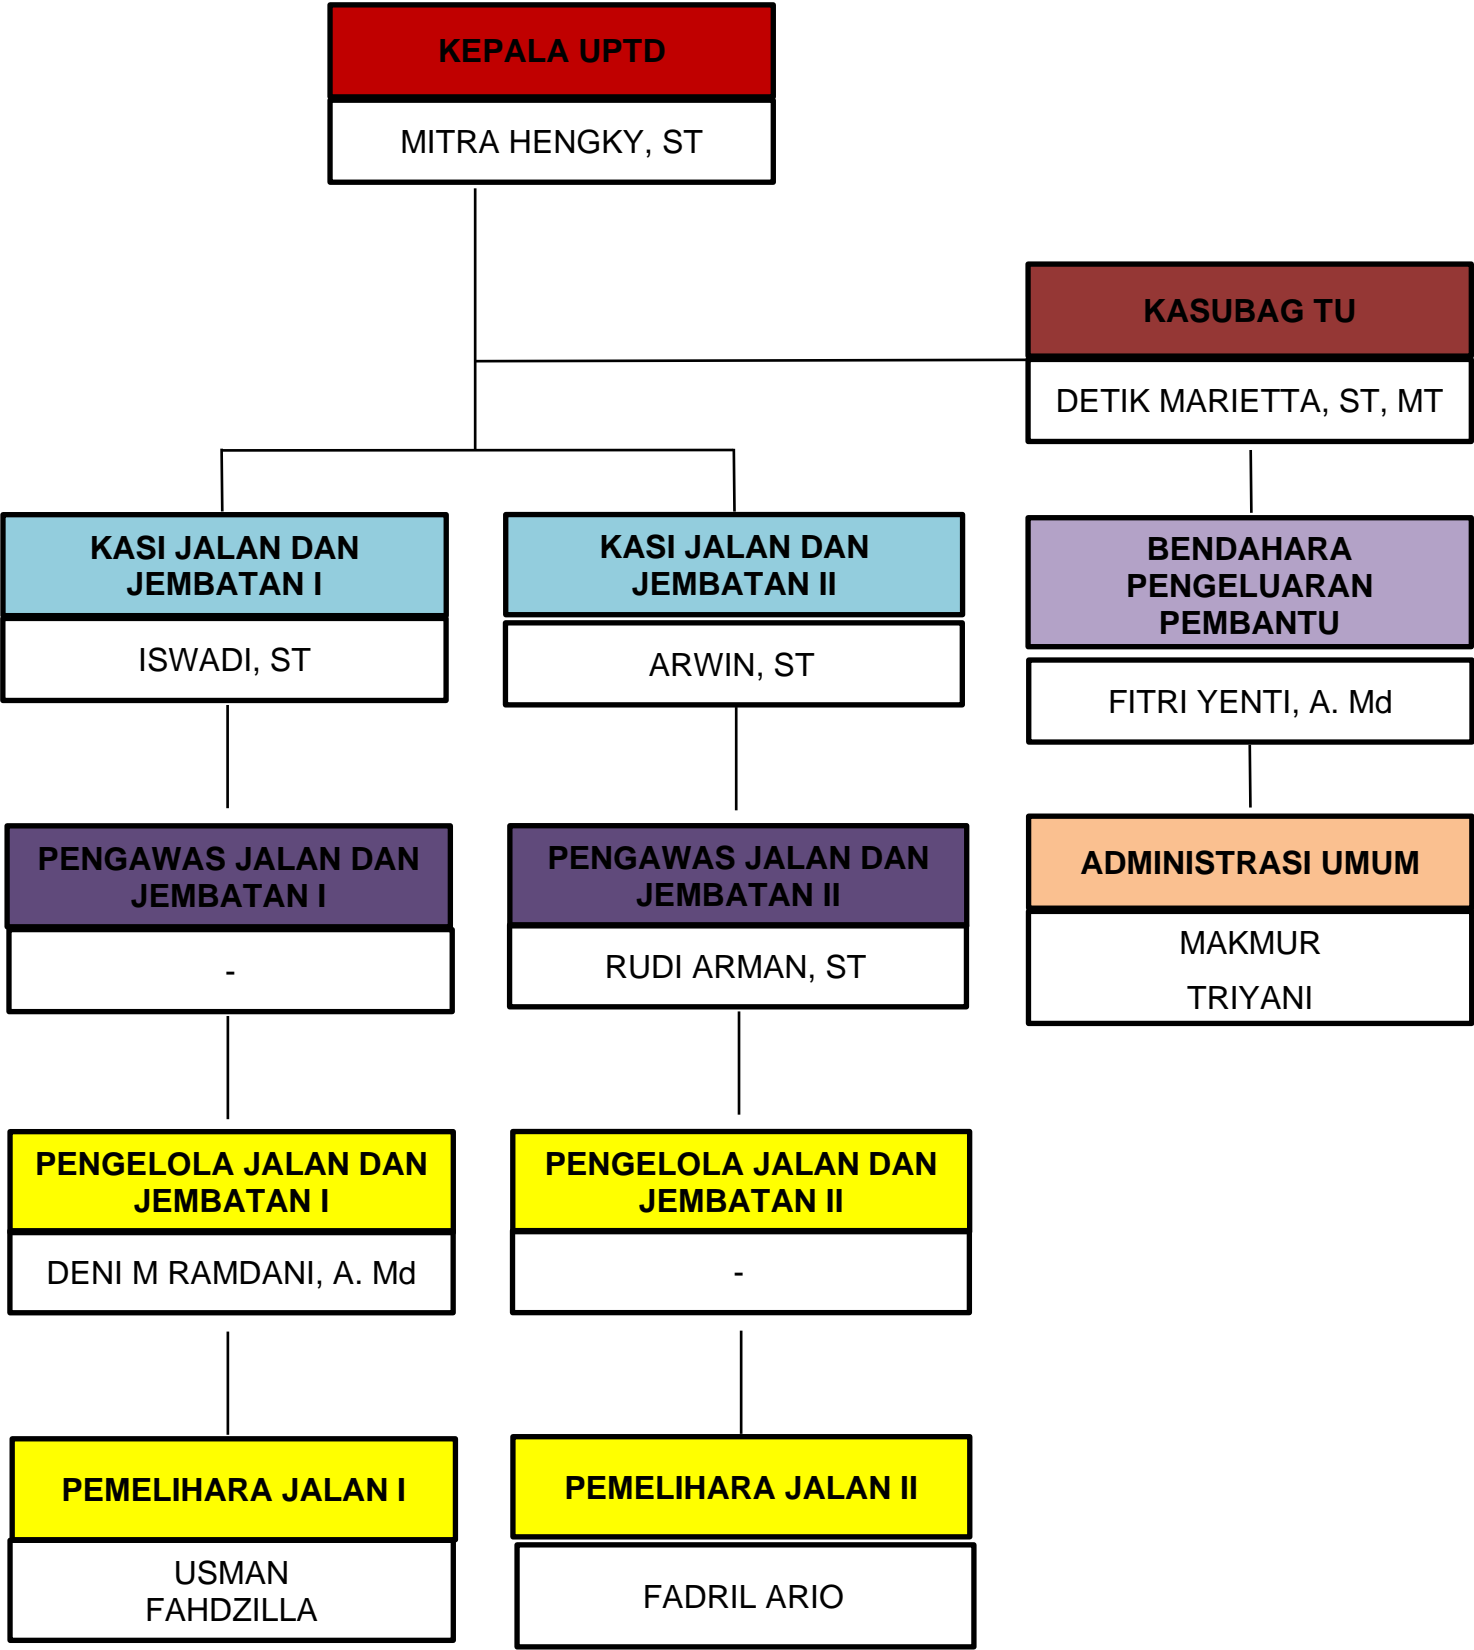 KEPALA UPTD
MITRA HENGKY, ST
KASUBAG TU
DETIK MARIETTA, ST, MT
KASI JALAN DAN
JEMBATAN I
ISWADI, ST
KASI JALAN DAN
JEMBATAN II
ARWIN, ST
BENDAHARA
PENGELUARAN
PEMBANTU
FITRI YENTI, A. Md
PENGAWAS JALAN DAN
JEMBATAN I
-
PENGAWAS JALAN DAN
JEMBATAN II
RUDI ARMAN, ST
ADMINISTRASI UMUM
MAKMUR
TRIYANI
PENGELOLA JALAN DAN
JEMBATAN I
DENI M RAMDANI, A. Md
PENGELOLA JALAN DAN
JEMBATAN II
-
PEMELIHARA JALAN I
USMAN
FAHDZILLA
PEMELIHARA JALAN II
FADRIL ARIO